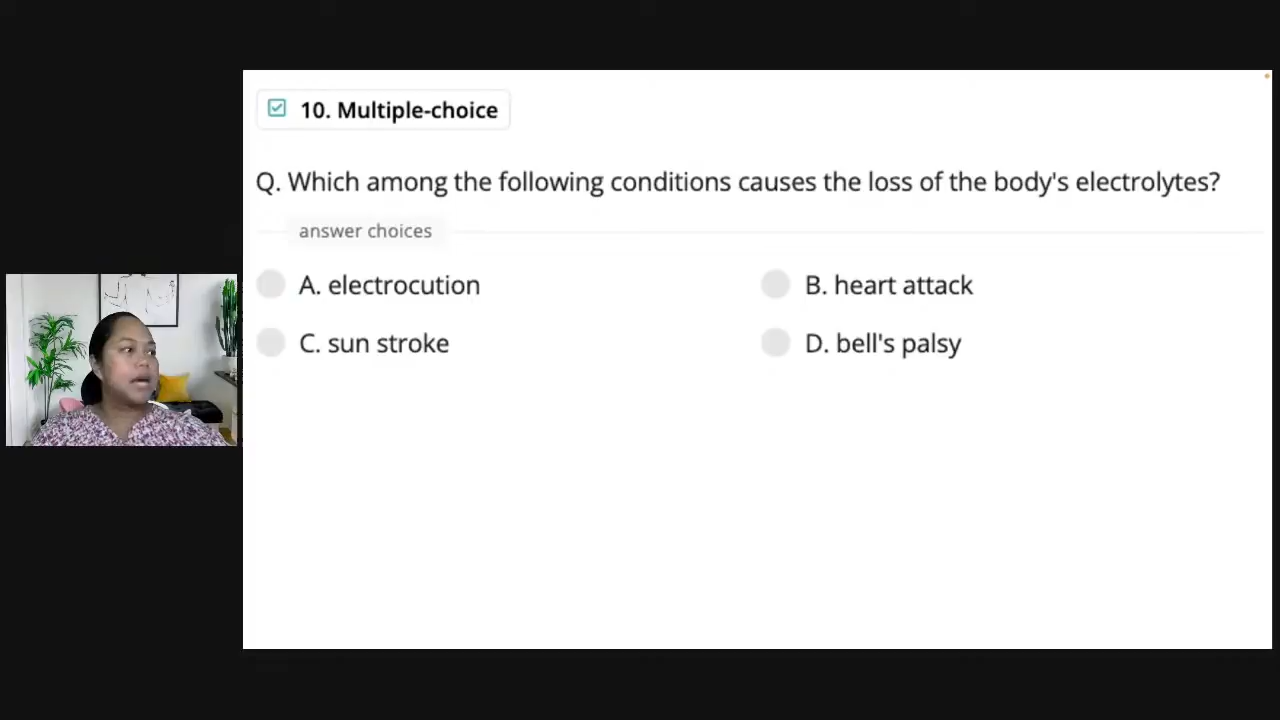 10. Multiple-choice
Q. Which among the following conditions causes the loss of the body's electrolytes?
answer choices
A. electrocution
B. heart attack
C. sun stroke
D. bell's palsy